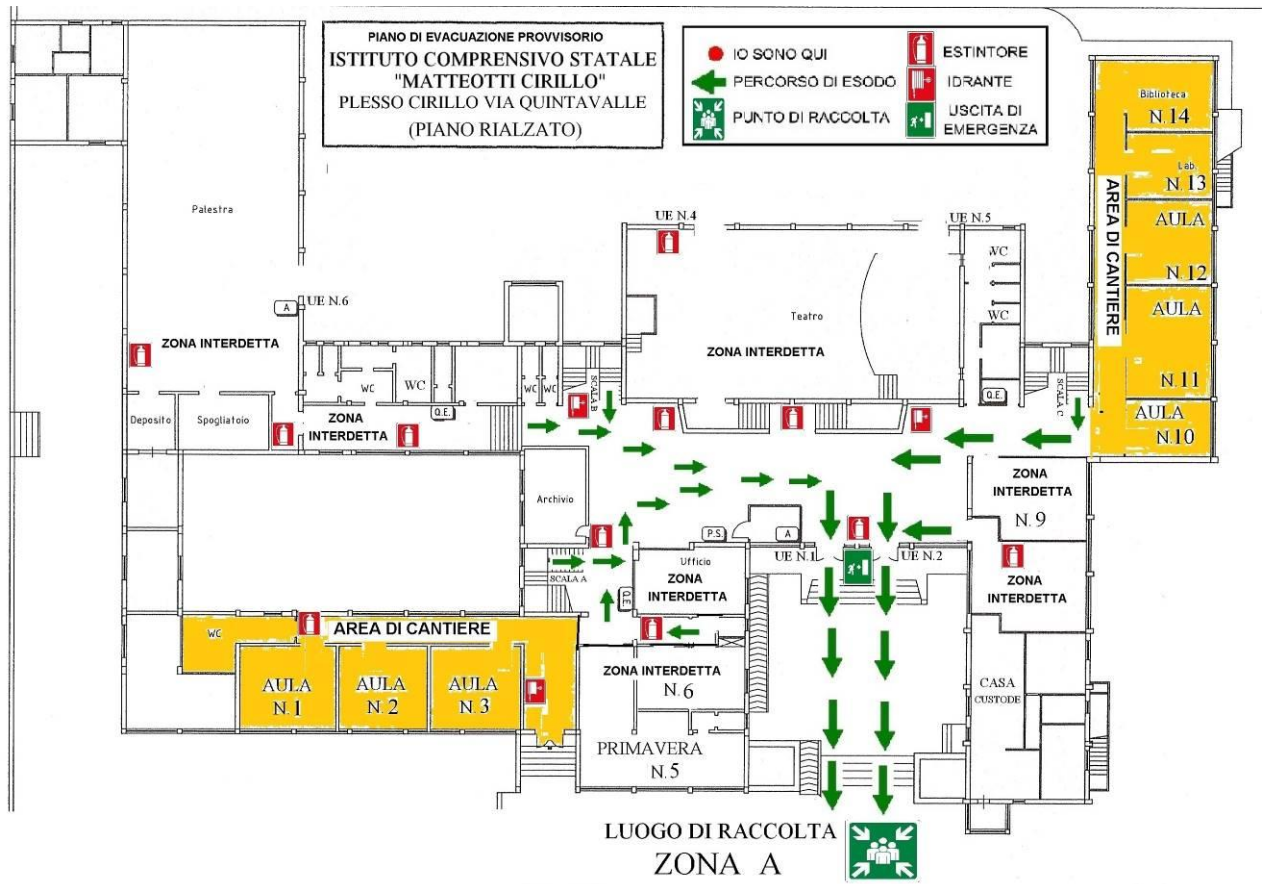 PIANO DI EVACUAZIONE PROVVISORIO
ISTITUTO COMPRENSIVO STATALE
"MATTEOTTI CIRILLO"
PLESSO CIRILLO VIA QUINTAVALLE
(PIANO RIALZATO)
IO SONO QUI
PERCORSO DI ESODO
PUNTO DI RACCOLTA
ESTINTORE
IDRANTE
USCITA DI
EMERGENZA
Biblioteca
N.14
Lab.
N.13
AREA DI CANTIERE
AULA
N.12
AULA
N.11
AULA
N.10
Palestra
UE N.4
UE N.5
WC
WC
Teatro
ZONA INTERDETTA
A
UE N.6
ZONA INTERDETTA
WC
WC
WC
WC
SCALA B
SCALA C
Q.E.
Q.E.
Deposito
Spogliatoio
ZONA
INTERDETTA
Archivio
ZONA
INTERDETTA
N.9
P.S.
A
UE N.1
UE N.2
SCALA A
Ufficio
ZONA
INTERDETTA
Q.E.
ZONA
INTERDETTA
WC
AREA DI CANTIERE
AULA
N.1
AULA
N.2
AULA
N.3
ZONA INTERDETTA
N.6
CASA
CUSTODE
PRIMAVERA
N.5
LUOGO DI RACCOLTA
ZONA A